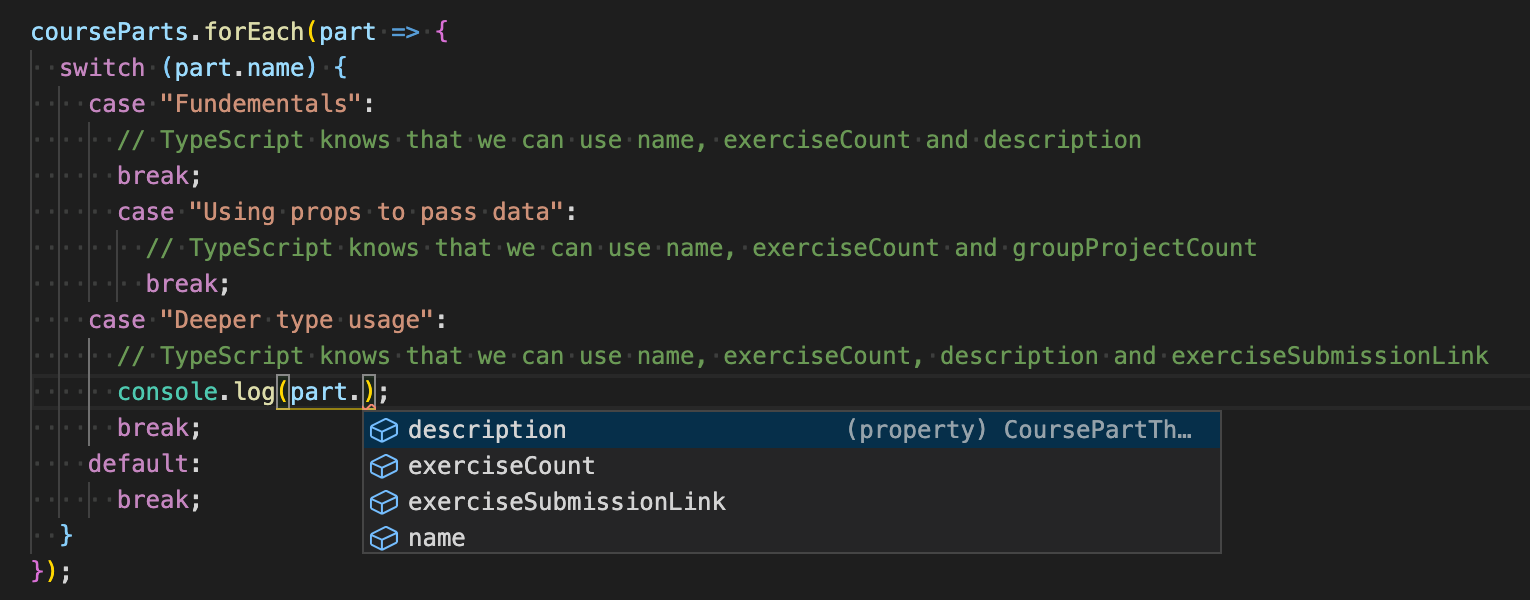 courseParts.forEach(part => {
switch (part.name) {
case "Fundementals":
// TypeScript knows that we can use name, exerciseCount and description
break;
case "Using props to pass data":
// TypeScript knows that we can use name, exerciseCount and groupProjectCount
break;
case "Deeper type usage":
// TypeScript knows that we can use name, exerciseCount, description and exerciseSubmissionLink
console.log(part.);
description (property) CoursePartTh…
break;
exerciseCount
default:
exerciseSubmissionLink
break;
name
}
});